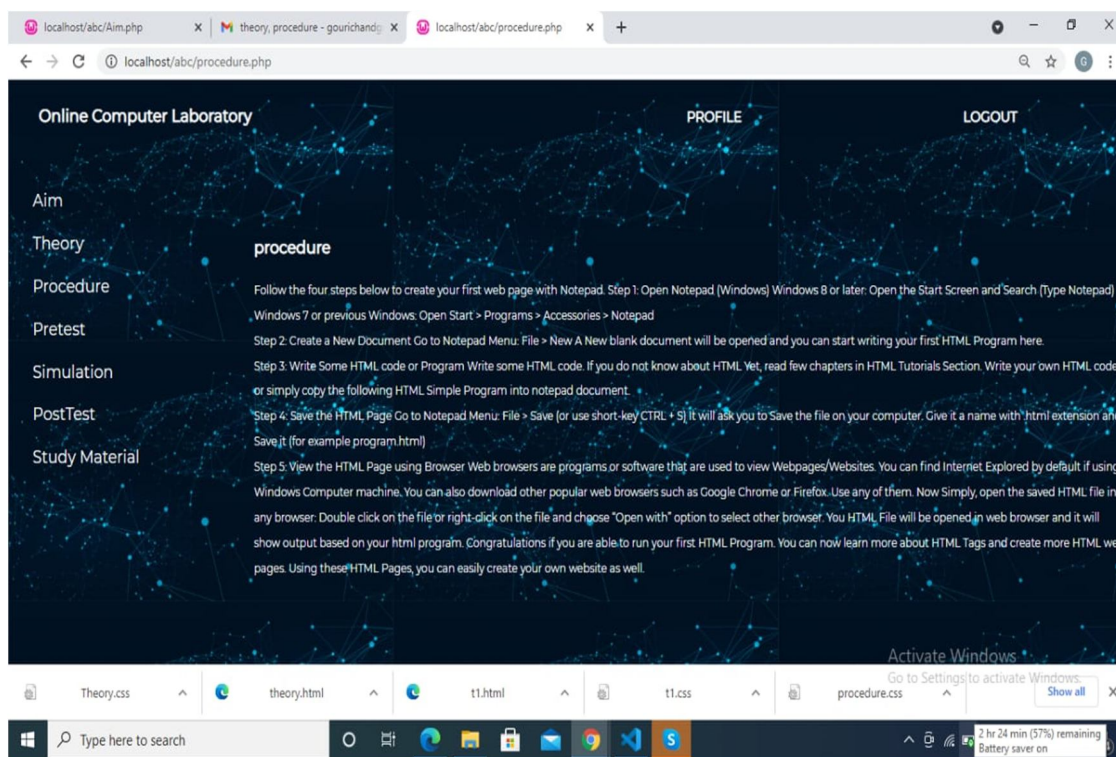 localhost/abc/Aim.php
theory, procedure - gourichandg
localhost/abc/procedure.php
localhost/abc/procedure.php
G
Online Computer Laboratory
PROFILE
LOGOUT
Aim
Theory
Procedure
Pretest
Simulation
PostTest
Study Material
procedure
Follow the four steps below to create your first web page with Notepad. Step 1: Open Notepad (Windows) Windows 8 or later: Open the Start Screen and Search (Type Notepad)
Windows 7 or previous Windows: Open Start > Programs > Accessories > Notepad
Step 2: Create a New Document Go to Notepad Menu: File > New A New blank document will be opened and you can start writing your first HTML Program here.
Step 3: Write Some HTML code or Program Write some HTML code. If you do not know about HTML Yet, read few chapters in HTML Tutorials Section. Write your own HTML code
or simply copy the following HTML Simple Program into notepad document.
Step 4: Save the HTML Page Go to Notepad Menu: File > Save (or use short-key CTRL + S) It will ask you to Save the file on your computer. Give it a name with .html extension and
Save it (for example program.html)
Step 5: View the HTML Page using Browser Web browsers are programs or software that are used to view Webpages/Websites. You can find Internet Explored by default if using
Windows Computer machine. You can also download other popular web browsers such as Google Chrome or Firefox. Use any of them. Now Simply, open the saved HTML file in
any browser: Double click on the file or right-click on the file and choose “Open with” option to select other browser. You HTML File will be opened in web browser and it will
show output based on your html program. Congratulations if you are able to run your first HTML Program. You can now learn more about HTML Tags and create more HTML we
pages. Using these HTML Pages, you can easily create your own website as well.
Activate Windows
Go to Settings to activate Windows.
Theory.css
theory.html
t1.html
t1.css
procedure.css
Show all
Type here to search
S
2 hr 24 min (57%) remaining
Battery saver on